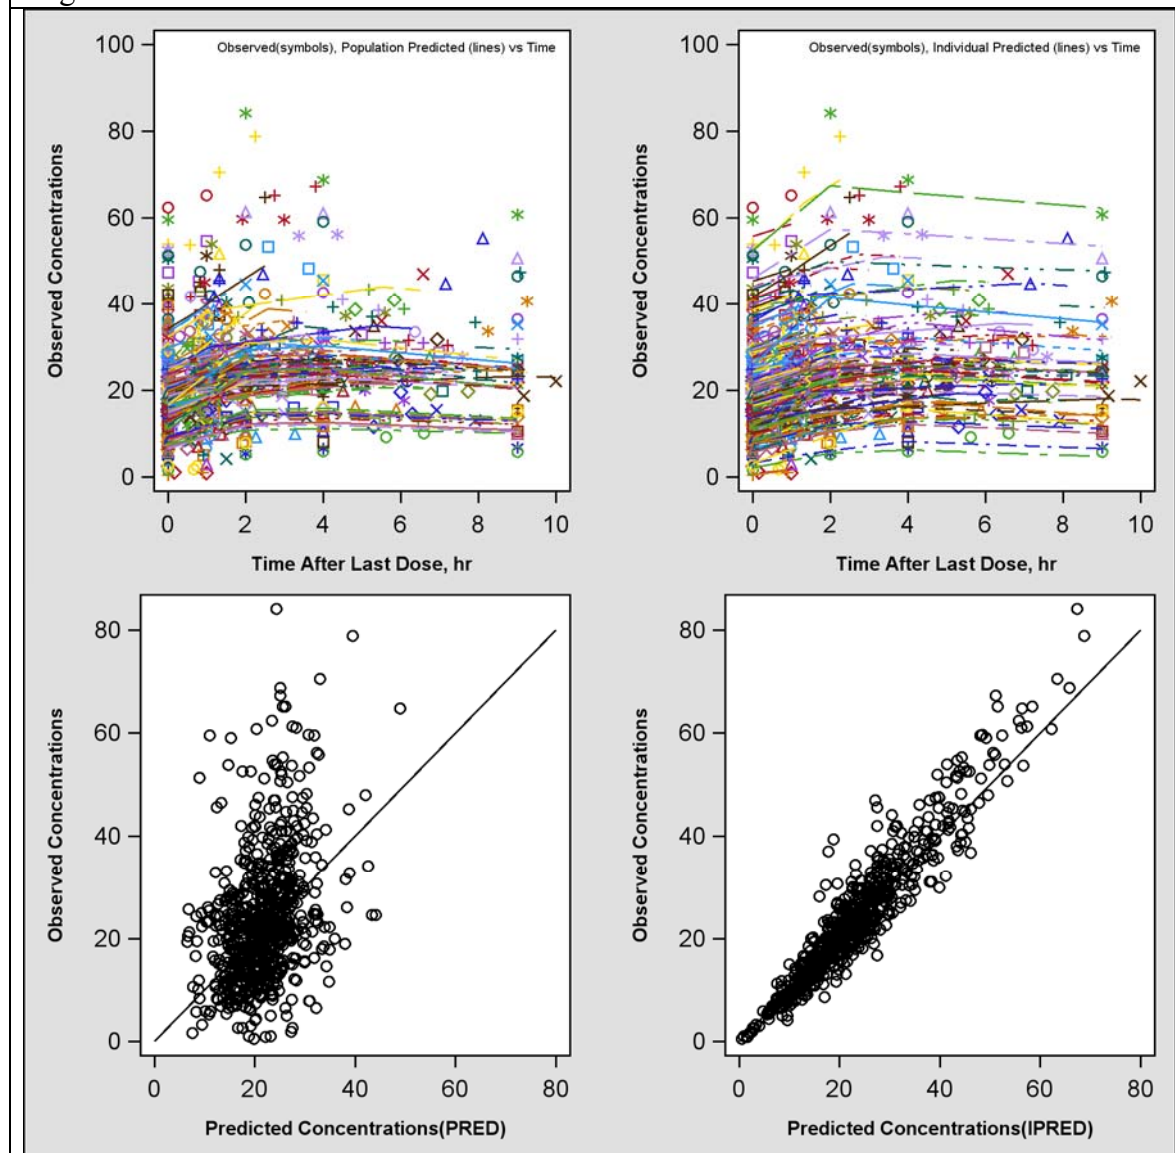 Observed(symbols), Population Predicted (lines) vs Time
Observed Concentrations
100
80
60
40
20
0
0 2 4 6 8 10
Time After Last Dose, hr
Observed(symbols), Individual Predicted (lines) vs Time
Observed Concentrations
100
80
60
40
20
0
0 2 4 6 8 10
Time After Last Dose, hr
Observed Concentrations
80
60
40
20
0
0 20 40 60 80
Predicted Concentrations(PRED)
Observed Concentrations
80
60
40
20
0
0 20 40 60 80
Predicted Concentrations(IPRED)